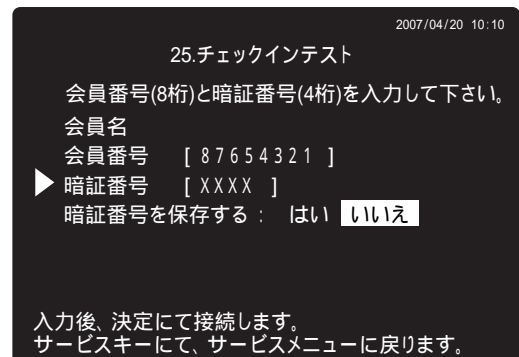 2007/04/20 10:10
25.チェックインテスト
会員番号(8桁)と暗証番号(4桁)を入力して下さい。
会員名
会員番号 [ 87654321 ]
暗証番号 [ XXXX ]
暗証番号を保存する : はい いいえ
入力後、決定にて接続します。
サービスキーにて、サービスメニューに戻ります。